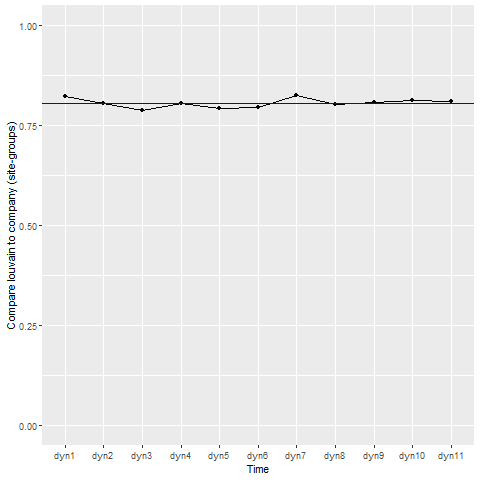 Compare louvain to company (site-groups)
1.00
0.75
0.50
0.25
0.00
dyn1 dyn2 dyn3 dyn4 dyn5 dyn6 dyn7 dyn8 dyn9 dyn10 dyn11
Time